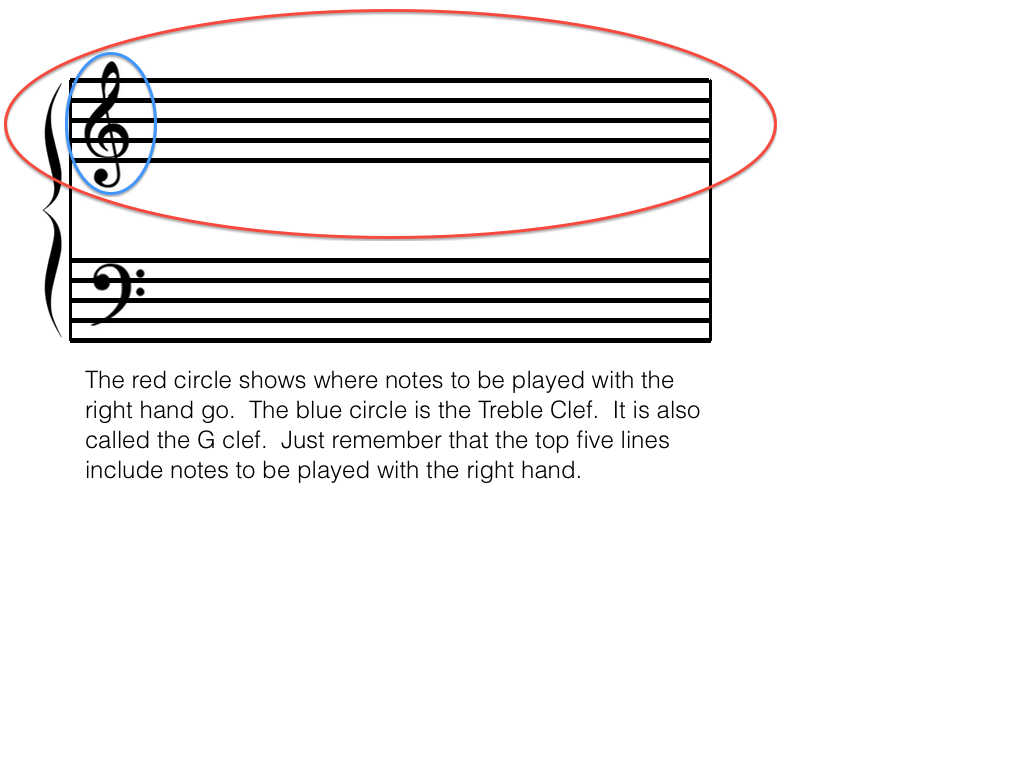 The red circle shows where notes to be played with the
right hand go.  The blue circle is the Treble Clef.  It is also
called the G clef.  Just remember that the top five lines
include notes to be played with the right hand.